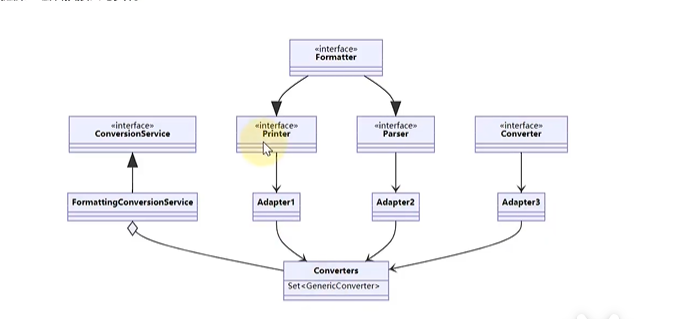 «interface»
Formatter
«interface»
ConversionService
«interface»
Printer
«interface»
Parser
«interface»
Converter
FormattingConversionService
Adapter1
Adapter2
Adapter3
Converters
Set<GenericConverter>